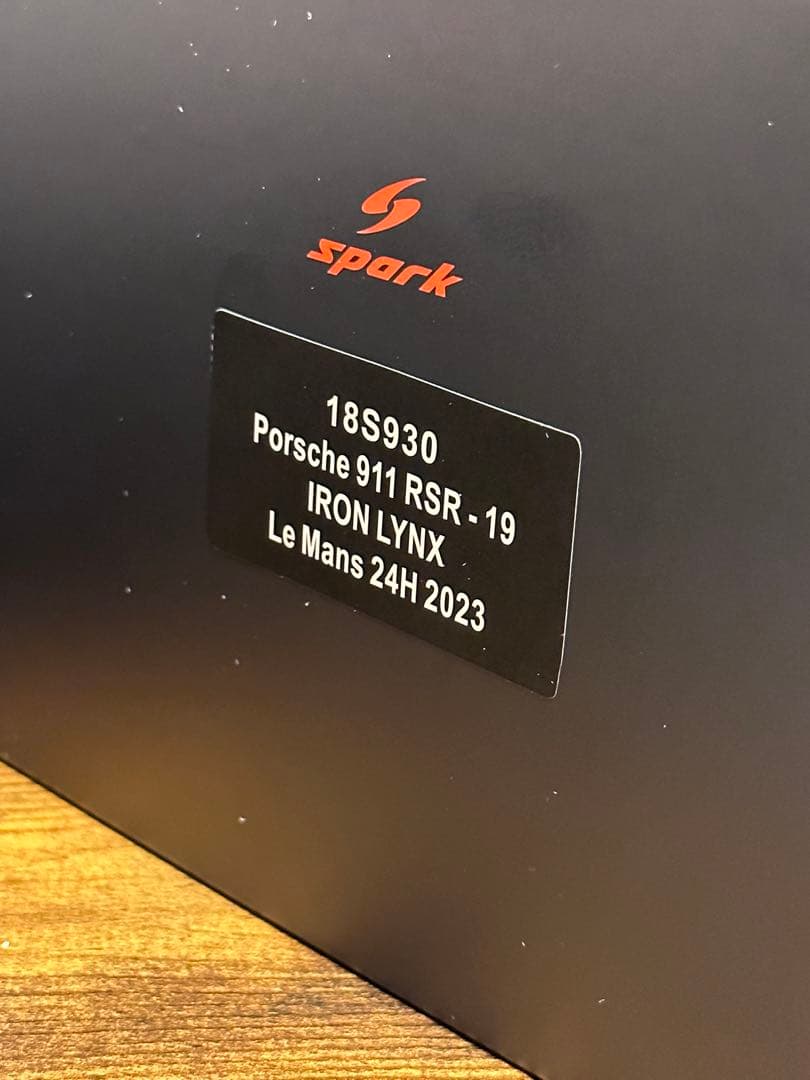 spark
18S930
Porsche 911 RSR - 19
IRON LYNX
Le Mans 24H 2023